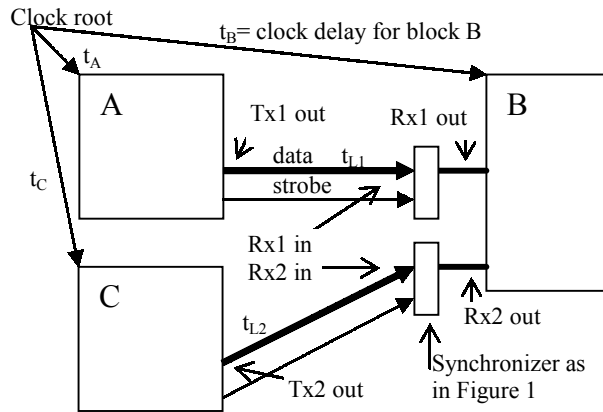 Clock root
t_B= clock delay for block B
t_A
A
B
Tx1 out
Rx1 out
data
t_L1
strobe
t_C
Rx1 in
Rx2 in
C
t_L2
Rx2 out
Tx2 out
Synchronizer as
in Figure 1